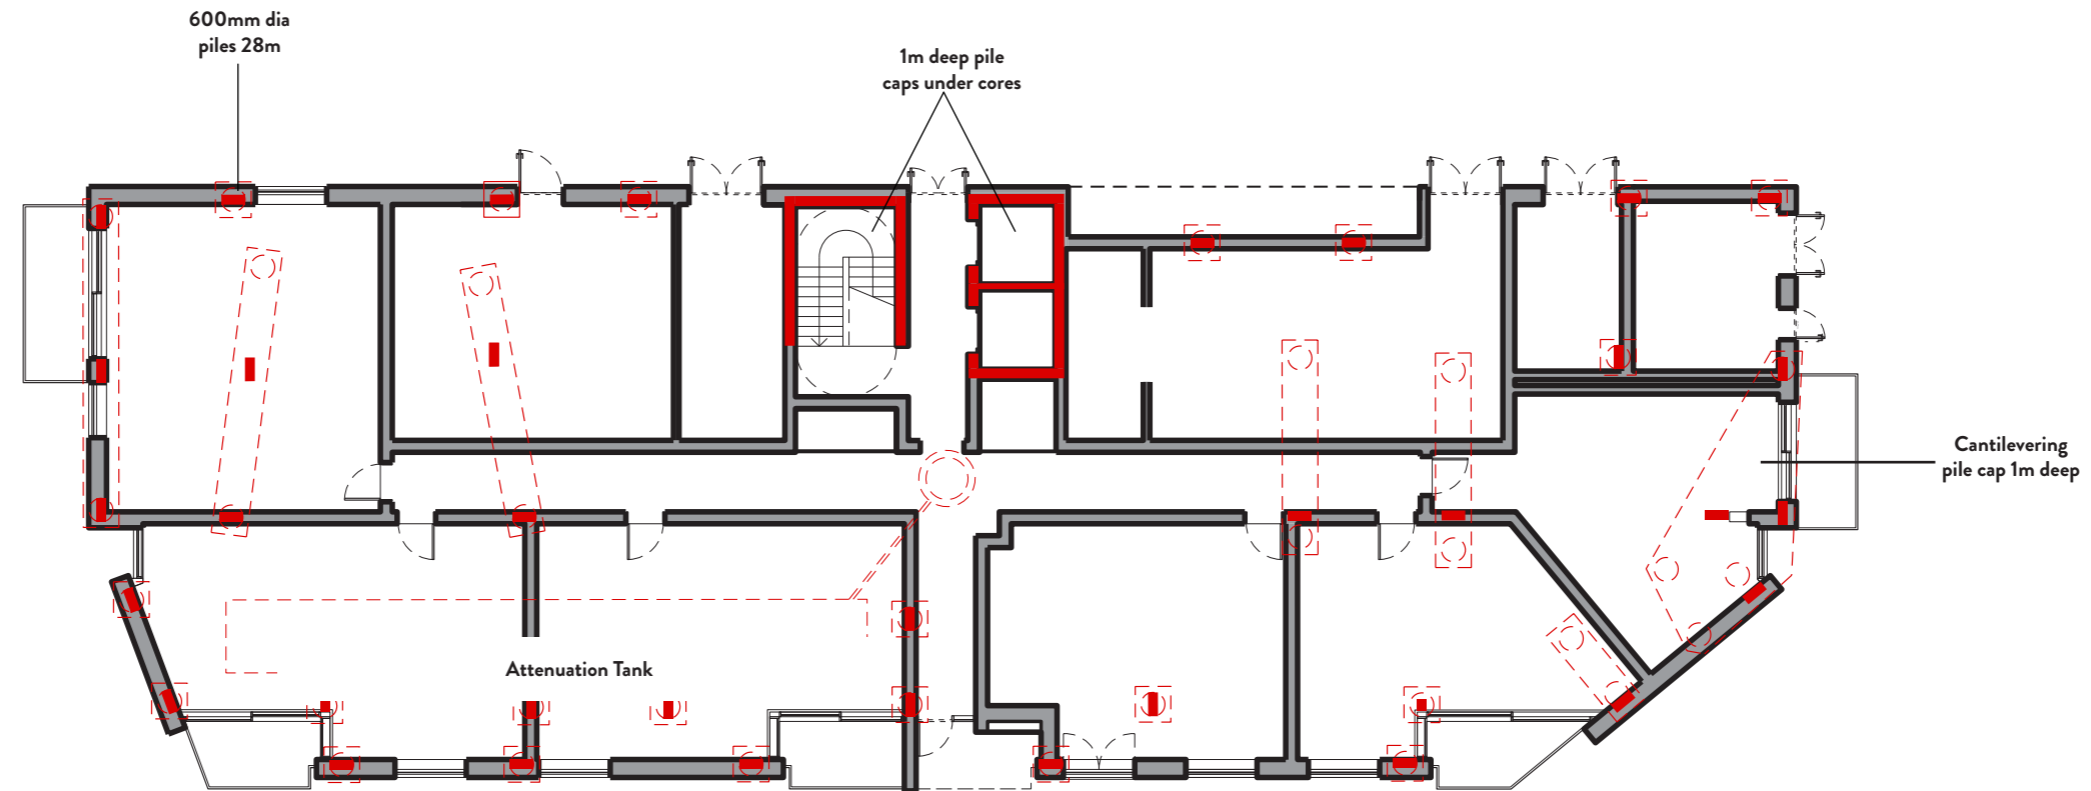 600mm dia
piles 28m
1m deep pile
caps under cores
Cantilevering
pile cap 1m deep
Attenuation Tank